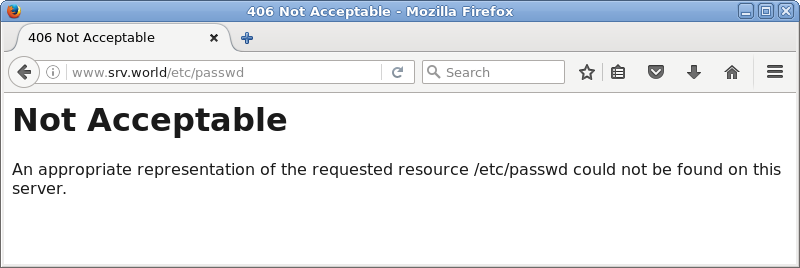 406 Not Acceptable - Mozilla Firefox
406 Not Acceptable
www.srv.world/etc/passwd
Search
Not Acceptable
An appropriate representation of the requested resource /etc/passwd could not be found on this
server.